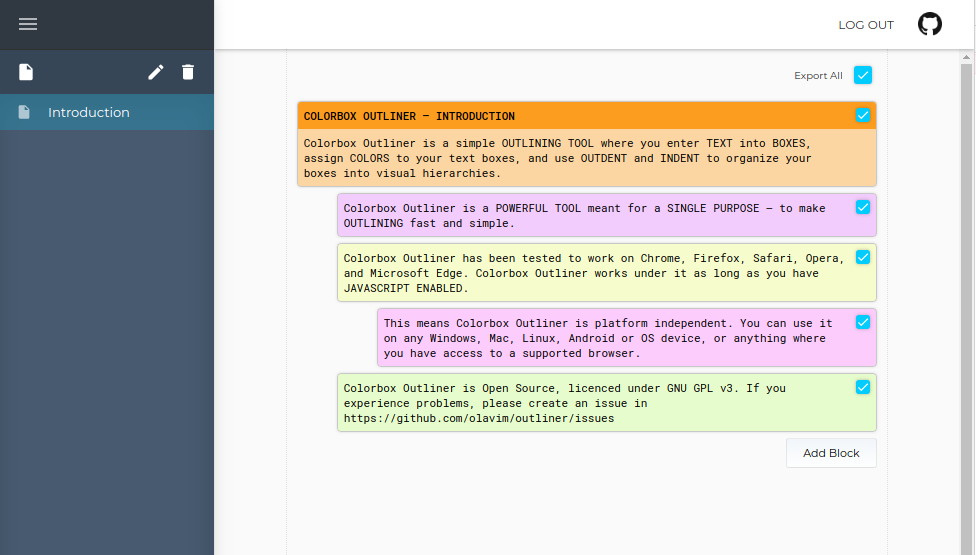 LOG OUT
Export All
Introduction
COLORBOX OUTLINER – INTRODUCTION
Colorbox Outliner is a simple OUTLINING TOOL where you enter TEXT into BOXES,
assign COLORS to your text boxes, and use OUTDENT and INDENT to organize your
boxes into visual hierarchies.
Colorbox Outliner is a POWERFUL TOOL meant for a SINGLE PURPOSE – to make
OUTLINING fast and simple.
Colorbox Outliner has been tested to work on Chrome, Firefox, Safari, Opera,
and Microsoft Edge. Colorbox Outliner works under it as long as you have
JAVASCRIPT ENABLED.
This means Colorbox Outliner is platform independent. You can use it
on any Windows, Mac, Linux, Android or OS device, or anything where
you have access to a supported browser.
Colorbox Outliner is Open Source, licenced under GNU GPL v3. If you
experience problems, please create an issue in
https://github.com/olavim/outliner/issues
Add Block